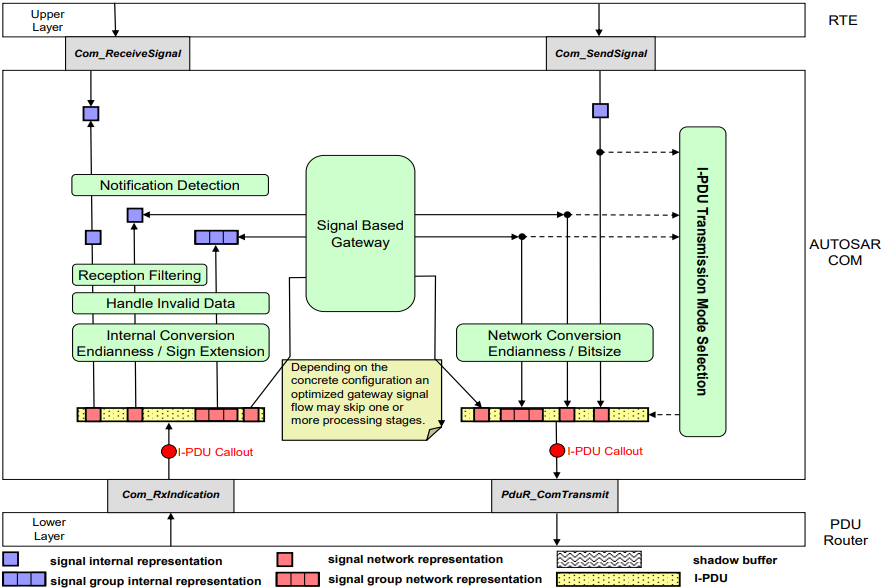 Upper
Layer
RTE
Com_ReceiveSignal
Com_SendSignal
Notification Detection
Signal Based
Gateway
I-PDU Transmission Mode Selection
AUTOSAR
COM
Reception Filtering
Handle Invalid Data
Internal Conversion
Endianness / Sign Extension
Network Conversion
Endianness / Bitsize
Depending on the
concrete configuration an
optimized gateway signal
flow may skip one or
more processing stages.
I-PDU Callout
I-PDU Callout
Com_RxIndication
PduR_ComTransmit
Lower
Layer
PDU
Router
signal internal representation
signal network representation
shadow buffer
signal group internal representation
signal group network representation
I-PDU